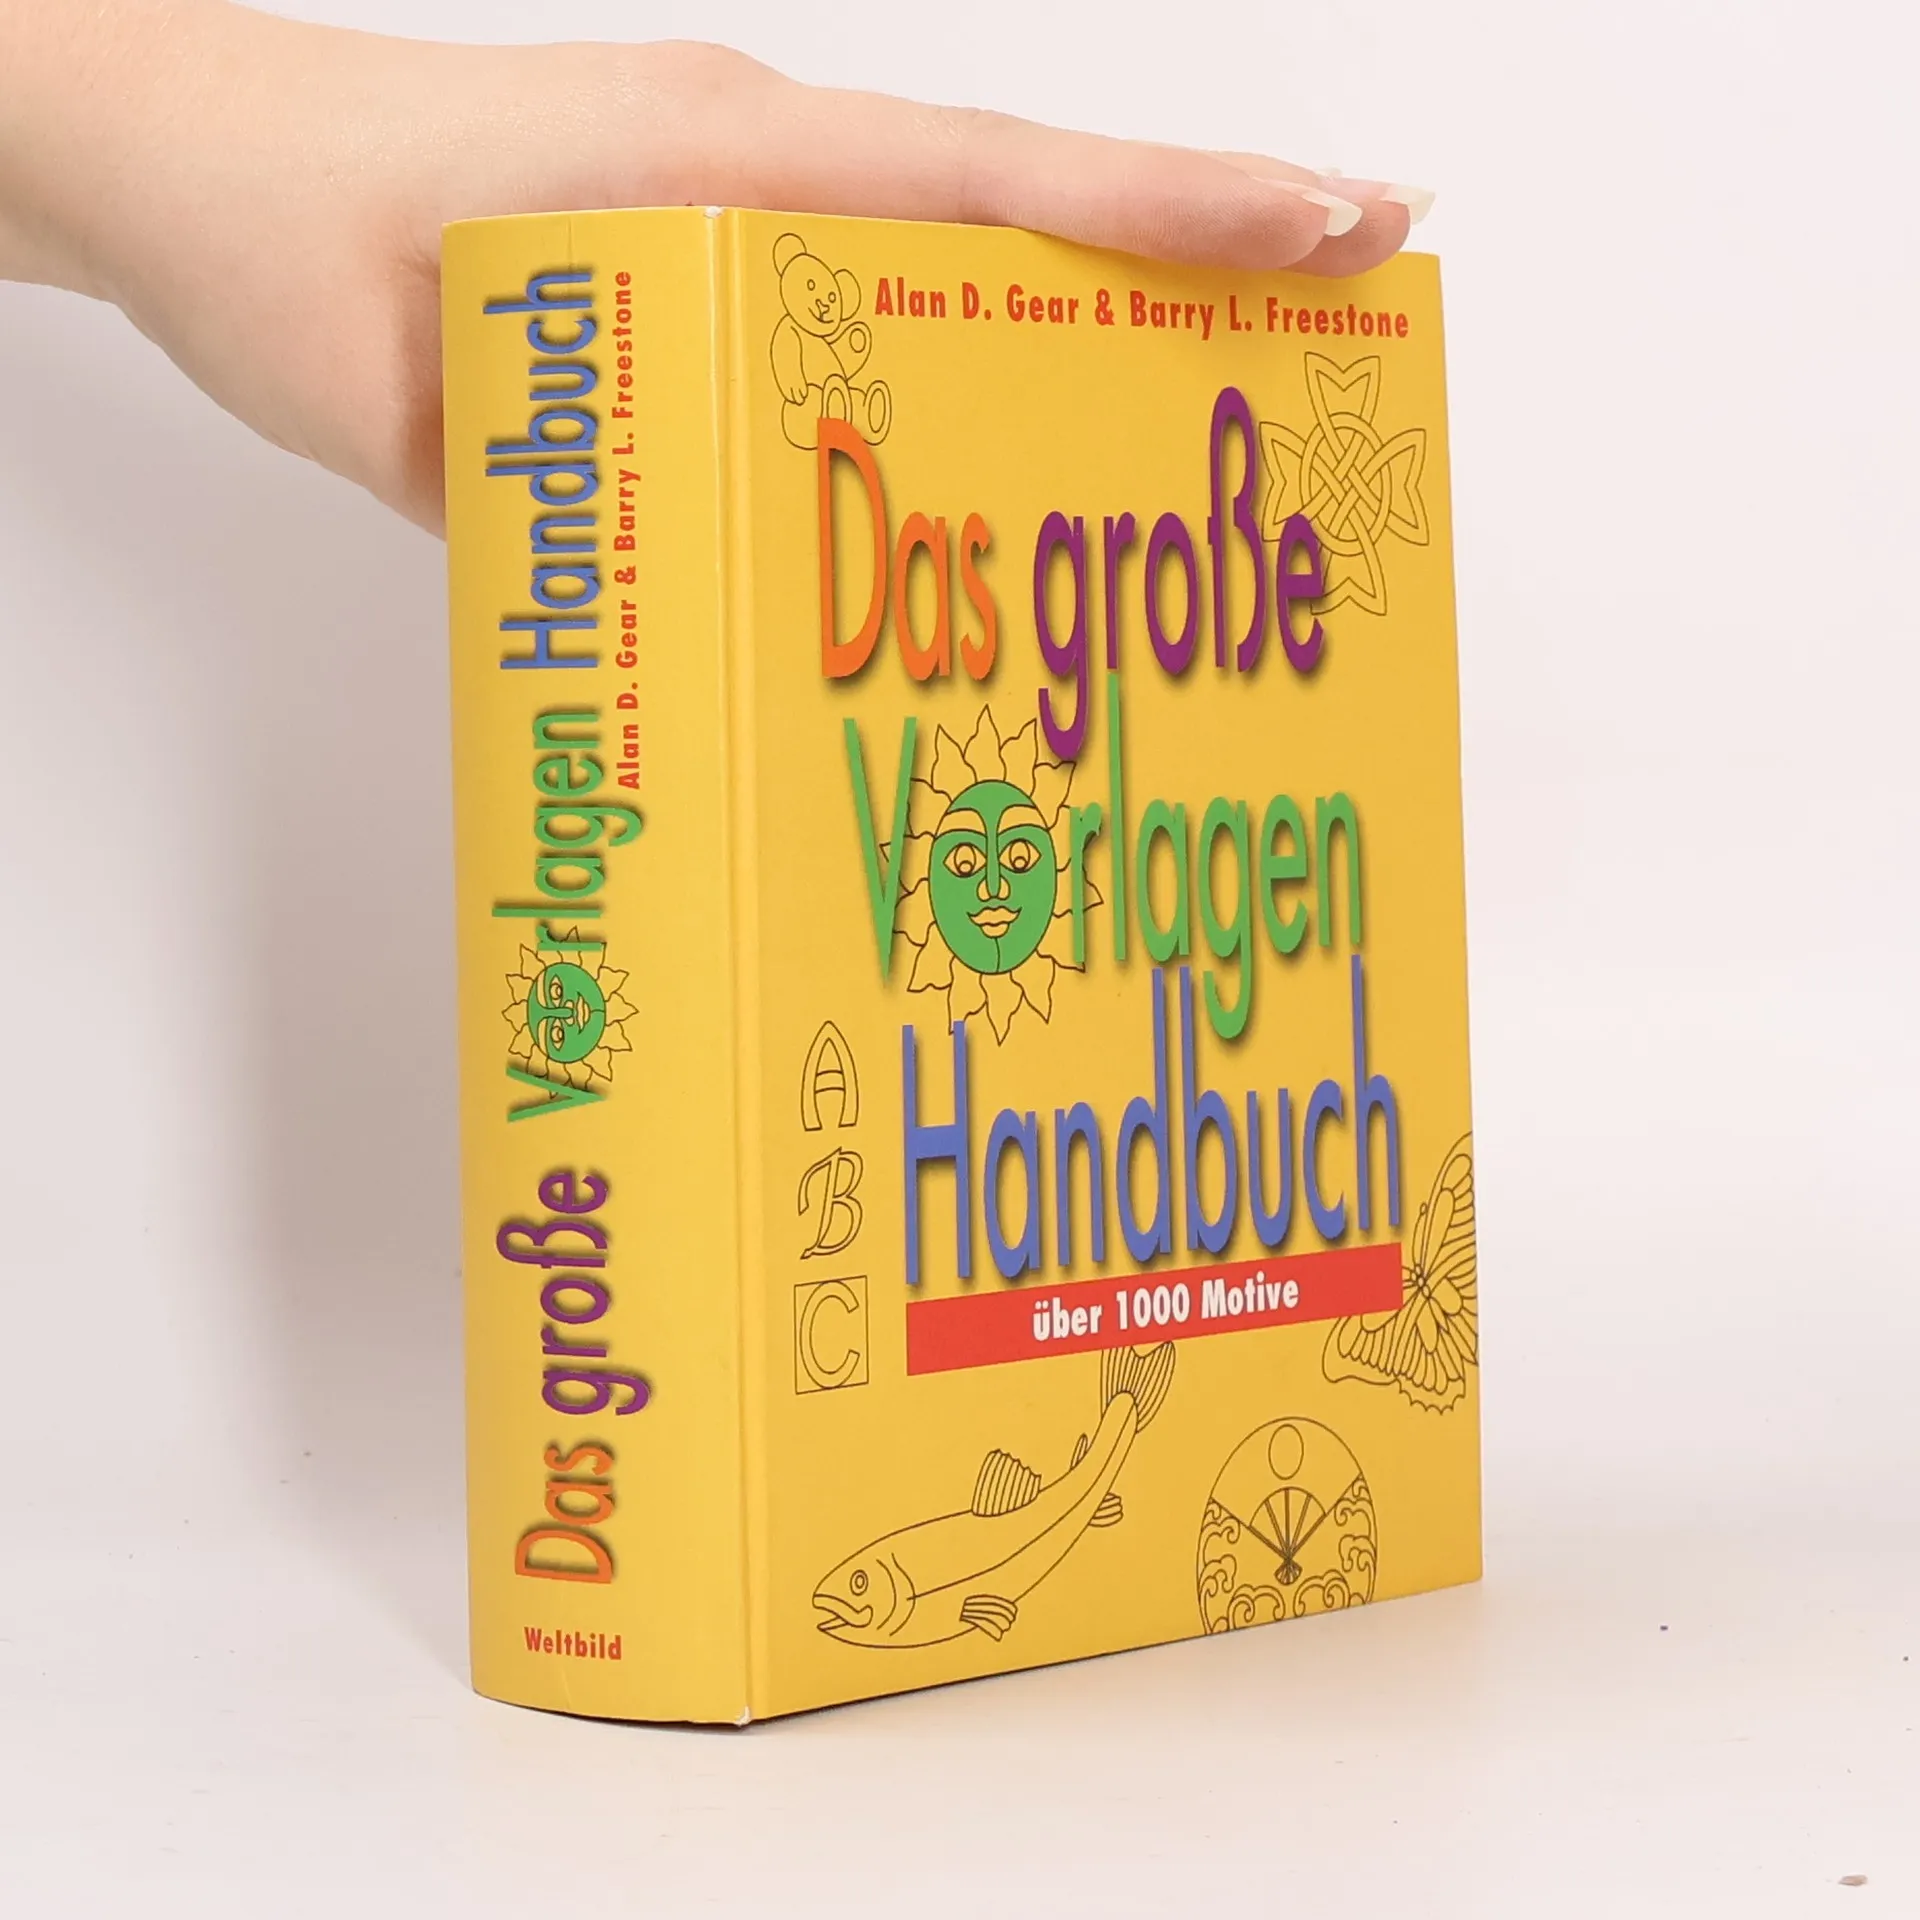 Das große Vorlagen Handbuch
Alan D. Gear & Barry L. Freestone
Weltbild
Alan D. Gear & Barry L. Freestone
Das große
Vorlagen
Handbuch
über 1000 Motive
A
B
C